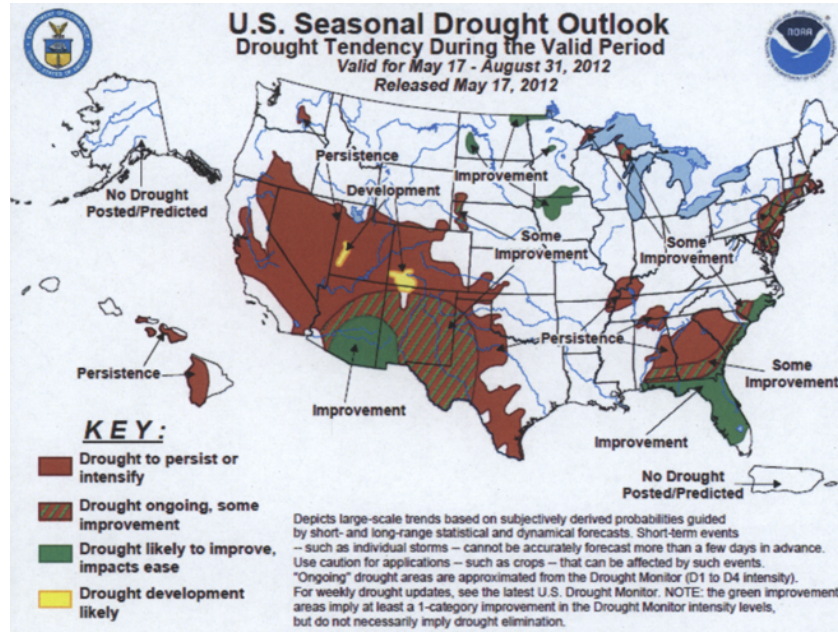 U.S. Seasonal Drought Outlook
Drought Tendency During the Valid Period
Valid for May 17 - August 31, 2012
Released May 17, 2012
NOAA
No Drought
Posted/Predicted
Persistence
Development
Improvement
Some
Improvement
Some
Improvement
Persistence
Persistence
Improvement
Some
Improvement
Improvement
No Drought
Posted/Predicted
KEY:
Drought to persist or
intensify
Drought ongoing, some
improvement
Drought likely to improve,
impacts ease
Drought development
likely
Depicts large-scale trends based on subjectively derived probabilities guided
by short- and long-range statistical and dynamical forecasts. Short-term events
-- such as individual storms -- cannot be accurately forecast more than a few days in advance.
Use caution for applications -- such as crops -- that can be affected by such events.
"Ongoing" drought areas are approximated from the Drought Monitor (D1 to D4 intensity).
For weekly drought updates, see the latest U.S. Drought Monitor. NOTE: the green improvement
areas imply at least a 1-category improvement in the Drought Monitor intensity levels,
but do not necessarily imply drought elimination.